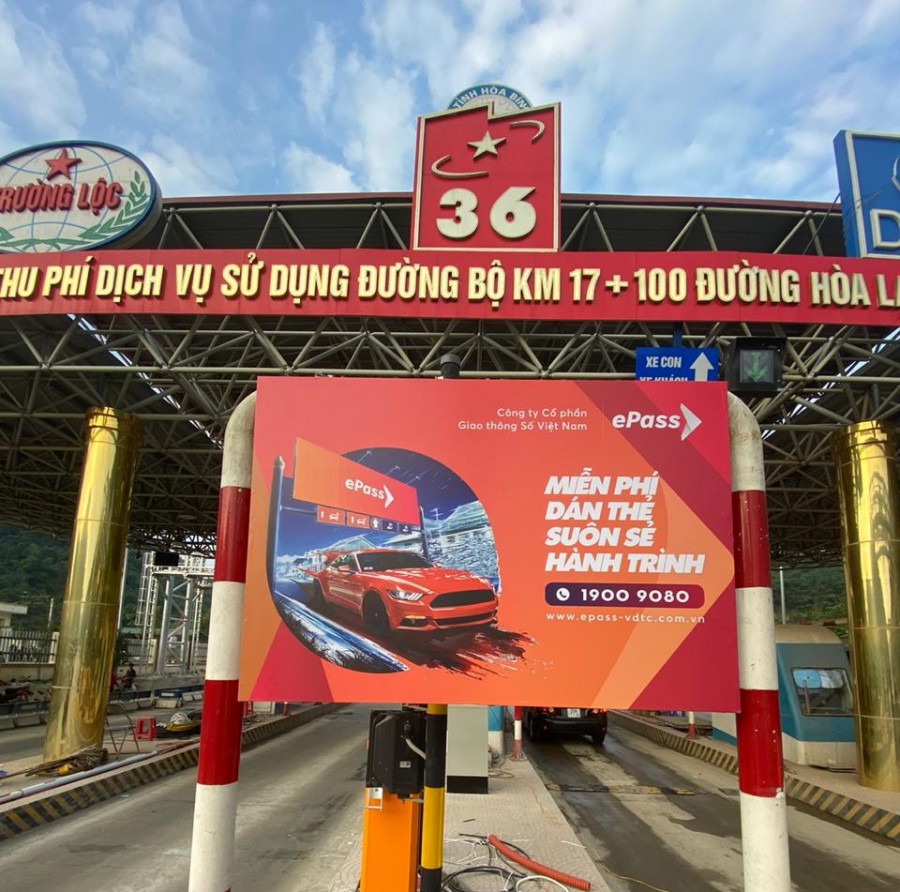 TỈNH HÒA BÌNH
TRƯỜNG LỘC
36
THU PHÍ DỊCH VỤ SỬ DỤNG ĐƯỜNG BỘ KM 17+100 ĐƯỜNG HÒA
XE CON
XE KHÁCH
Công ty Cổ phần
Giao thông Số Việt Nam
ePass
ePass
MIỄN PHÍ
DÁN THẺ
SUÔN SẺ
HÀNH TRÌNH
1900 9080
www.epass-vdtc.com.vn